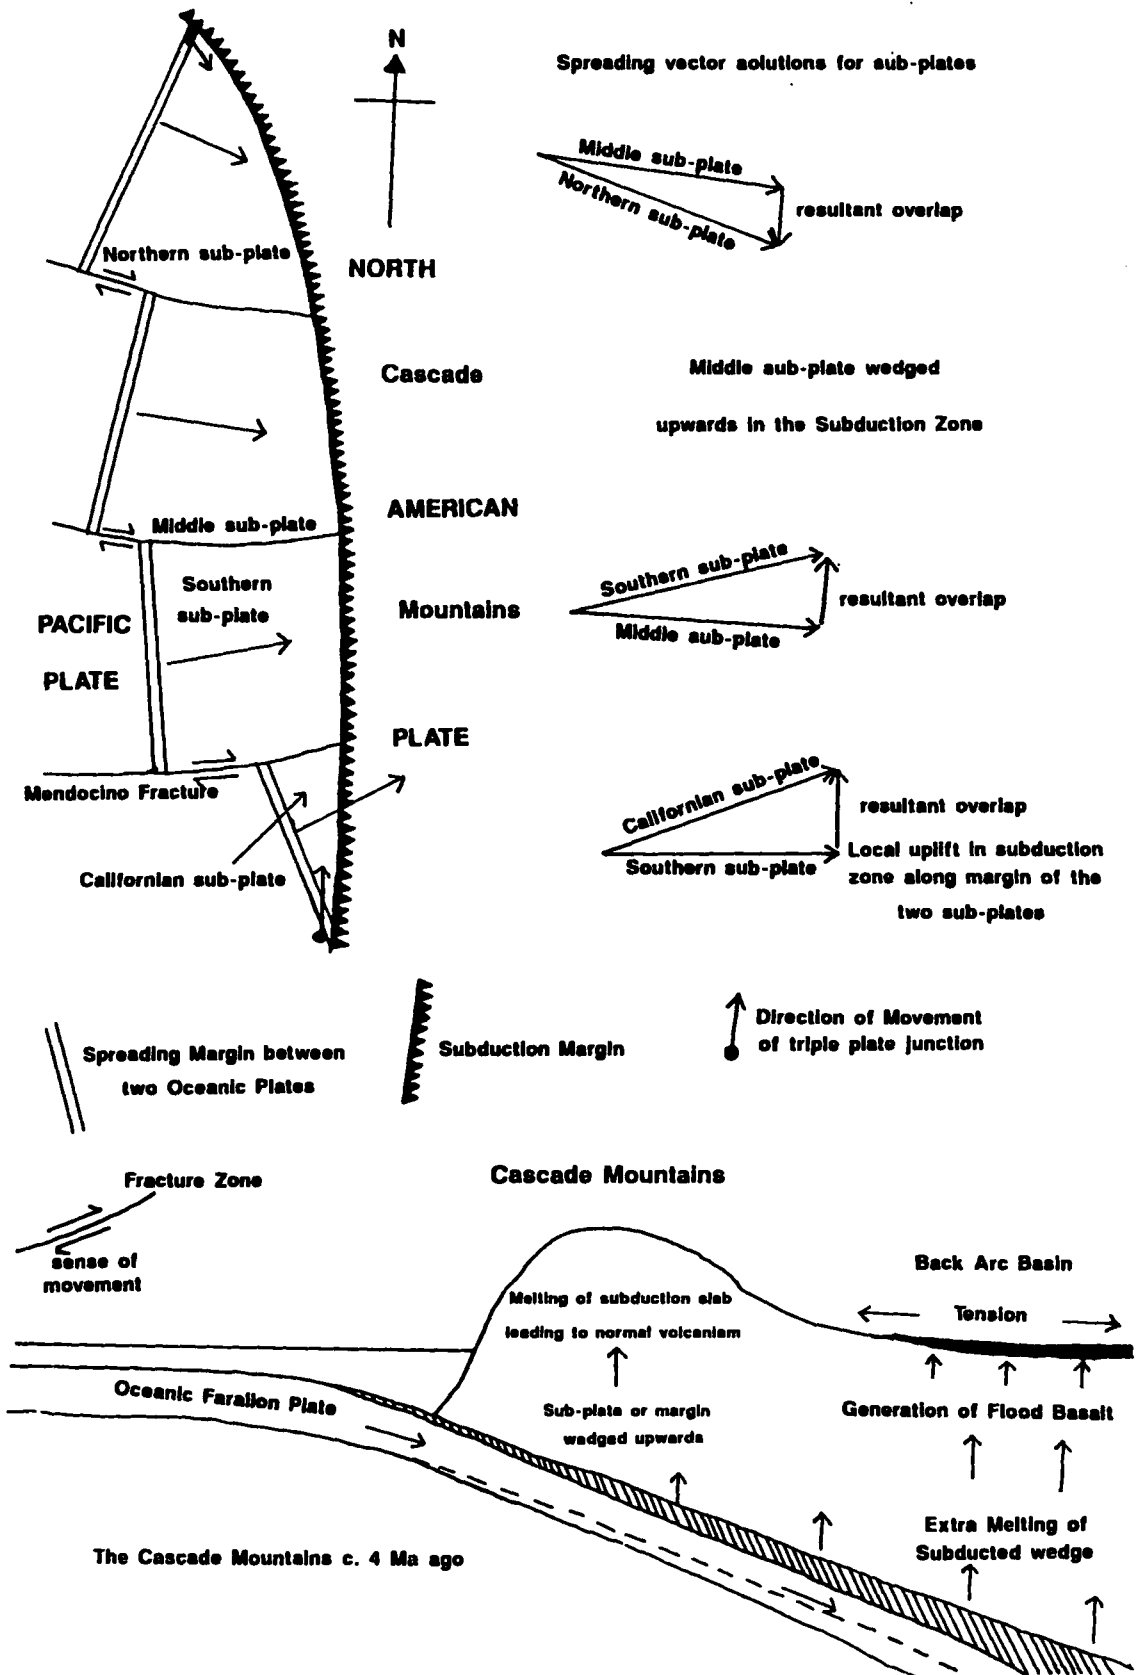 N
Spreading vector aolutions for sub-plates
Middle sub-plate
Northern sub-plate
resultant overlap
Northern sub-plate
NORTH
Cascade
Middle sub-plate wedged
upwards in the Subduction Zone
AMERICAN
Middle sub-plate
Southern
sub-plate
Mountains
PACIFIC
PLATE
Southern sub-plate
Middle sub-plate
resultant overlap
PLATE
Mendocino Fracture
Californian sub-plate
Californian sub-plate
Southern sub-plate
resultant overlap
Local uplift in subduction
zone along margin of the
two sub-plates
Spreading Margin between
two Oceanic Plates
Subduction Margin
Direction of Movement
of triple plate junction
Fracture Zone
sense of
movement
Cascade Mountains
Back Arc Basin
Tension
Melting of subduction slab
leading to normal volcanism
Oceanic Farallon Plate
Sub-plate or margin
wedged upwards
Generation of Flood Basalt
Extra Melting of
Subducted wedge
The Cascade Mountains c. 4 Ma ago